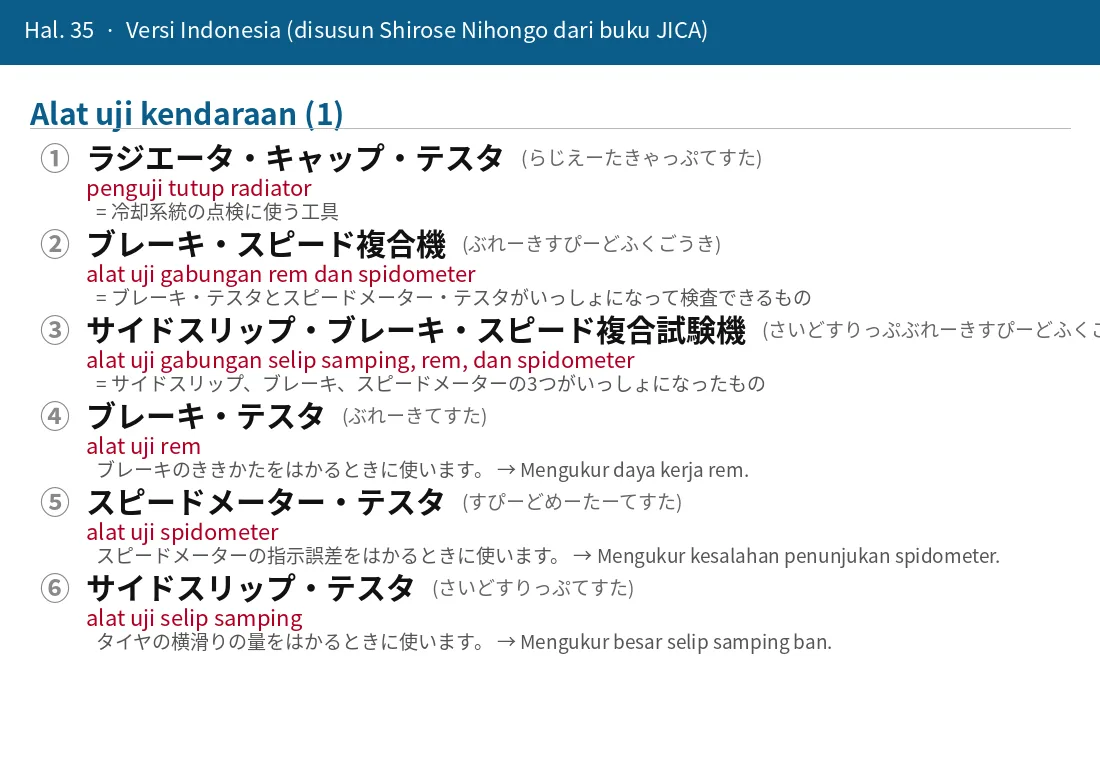 Hal. 35 · Versi Indonesia (disusun Shirose Nihongo dari buku JICA)
Alat uji kendaraan (1)
① ラジエータ・キャップ・テスタ (らじえーたきゃっぷてすた)
penguji tutup radiator
= 冷却系統の点検に使う工具
② ブレーキ・スピード複合機 (ぶれーきすぴーどふくごうき)
alat uji gabungan rem dan spidometer
= ブレーキ・テスタとスピードメーター・テスタがいっしょになって検査できるもの
③ サイドスリップ・ブレーキ・スピード複合試験機 (さいどすりっぷぶれーきすぴーどふく
alat uji gabungan selip samping, rem, dan spidometer
= サイドスリップ、ブレーキ、スピードメーターの3つがいっしょになったもの
④ ブレーキ・テスタ (ぶれーきてすた)
alat uji rem
ブレーキのききかたをはかるときに使います。 → Mengukur daya kerja rem.
⑤ スピードメーター・テスタ (すぴーどめーたーてすた)
alat uji spidometer
スピードメーターの指示誤差をはかるときに使います。 → Mengukur kesalahan penunjukan spidometer.
⑥ サイドスリップ・テスタ (さいどすりっぷてすた)
alat uji selip samping
タイヤの横滑りの量をはかるときに使います。 → Mengukur besar selip samping ban.